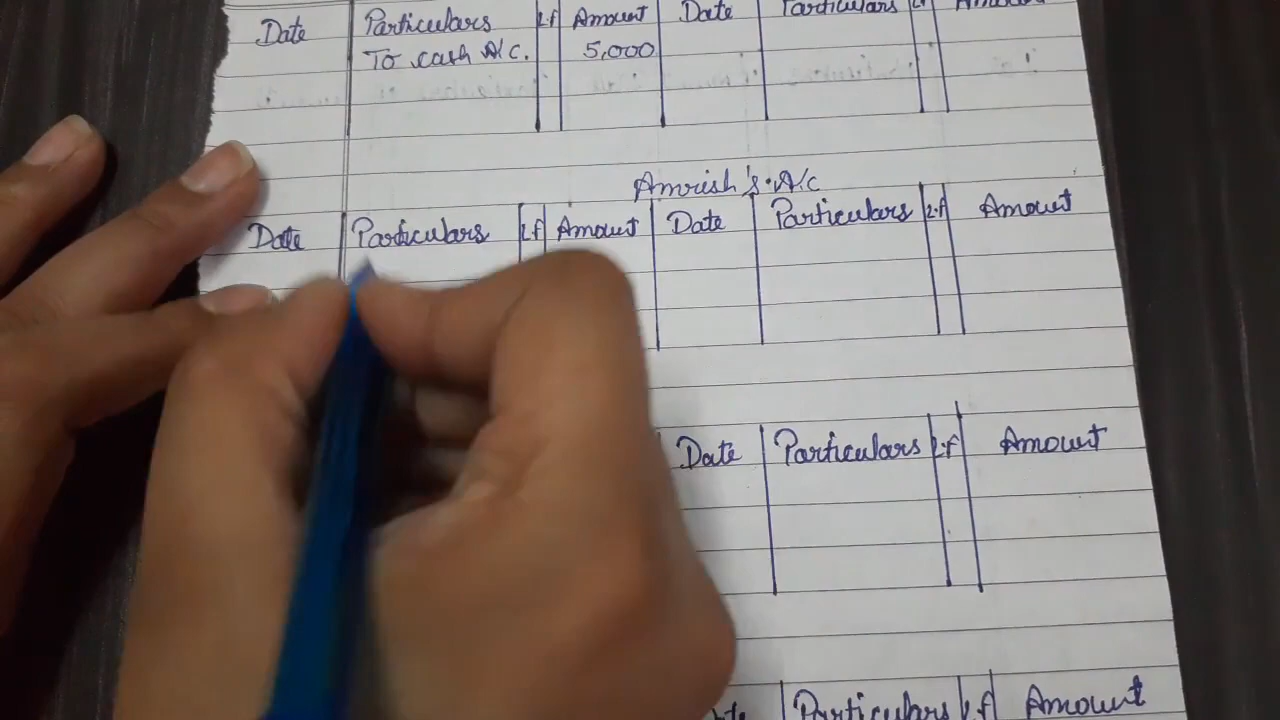 Date Particulars L.f Amount Date Particulars L.f Amount
To cash A/c. 5,000
Amrish's A/c
Date Particulars L.f Amount Date Particulars L.f Amount
Date Particulars L.f Amount
Particulars L.f Amount